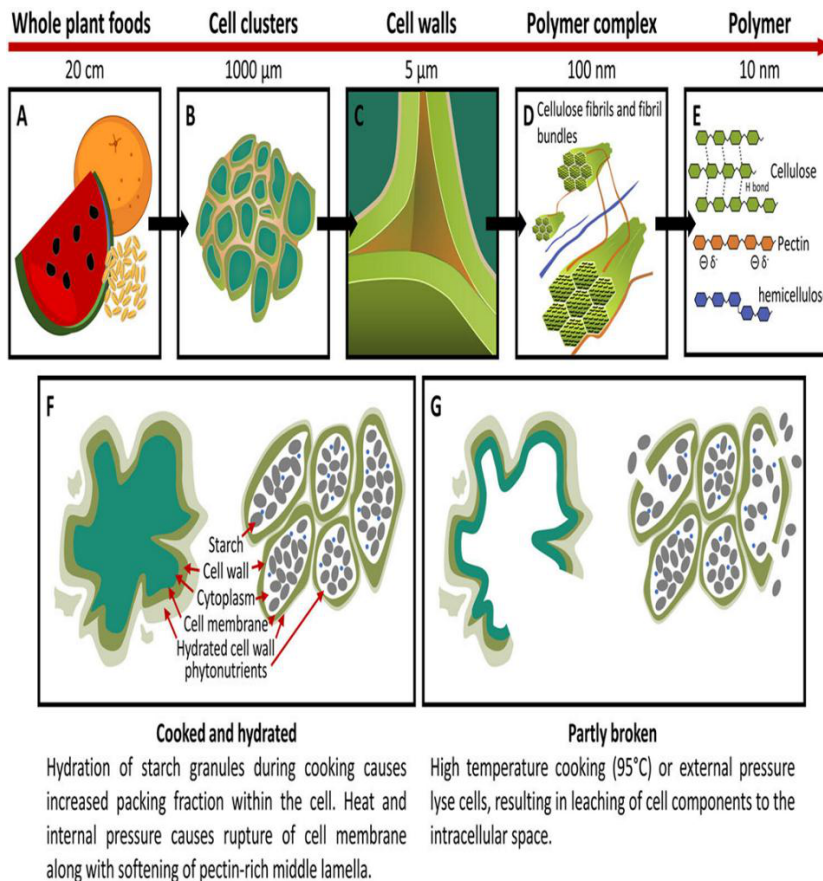 Whole plant foods
Cell clusters
Cell walls
Polymer complex
Polymer
20 cm
1000 µm
5 µm
100 nm
10 nm
A
B
C
D
Cellulose fibrils and fibril
bundles
E
Cellulose
H bond
Pectin
⊖ δ⁻
⊖ δ⁻
hemicellulose
F
Starch
Cell wall
Cytoplasm
Cell membrane
Hydrated cell wall
phytonutrients
G
Cooked and hydrated
Hydration of starch granules during cooking causes
increased packing fraction within the cell. Heat and
internal pressure causes rupture of cell membrane
along with softening of pectin-rich middle lamella.
Partly broken
High temperature cooking (95°C) or external pressure
lyse cells, resulting in leaching of cell components to the
intracellular space.